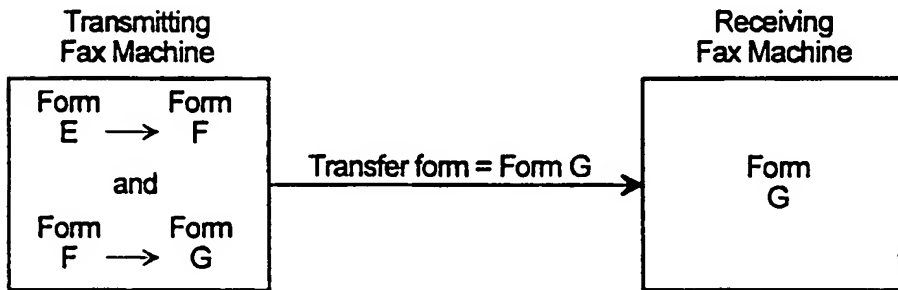 Transmitting
Fax Machine
Receiving
Fax Machine
Form Form
E → F
and
Form Form
F → G
Transfer form = Form G
Form
G